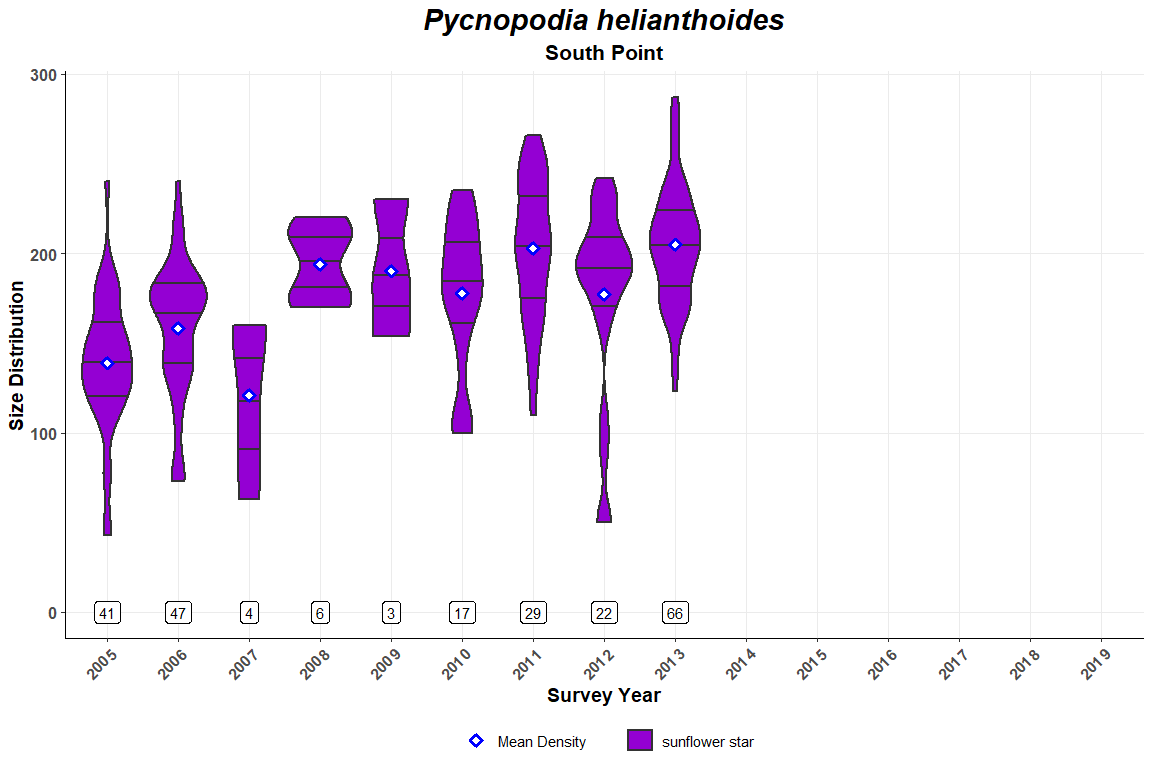 Pycnopodia helianthoides
South Point
Size Distribution
300
200
100
0
41 47 4 6 3 17 29 22 66
2005 2006 2007 2008 2009 2010 2011 2012 2013 2014 2015 2016 2017 2018 2019
Survey Year
Mean Density sunflower star